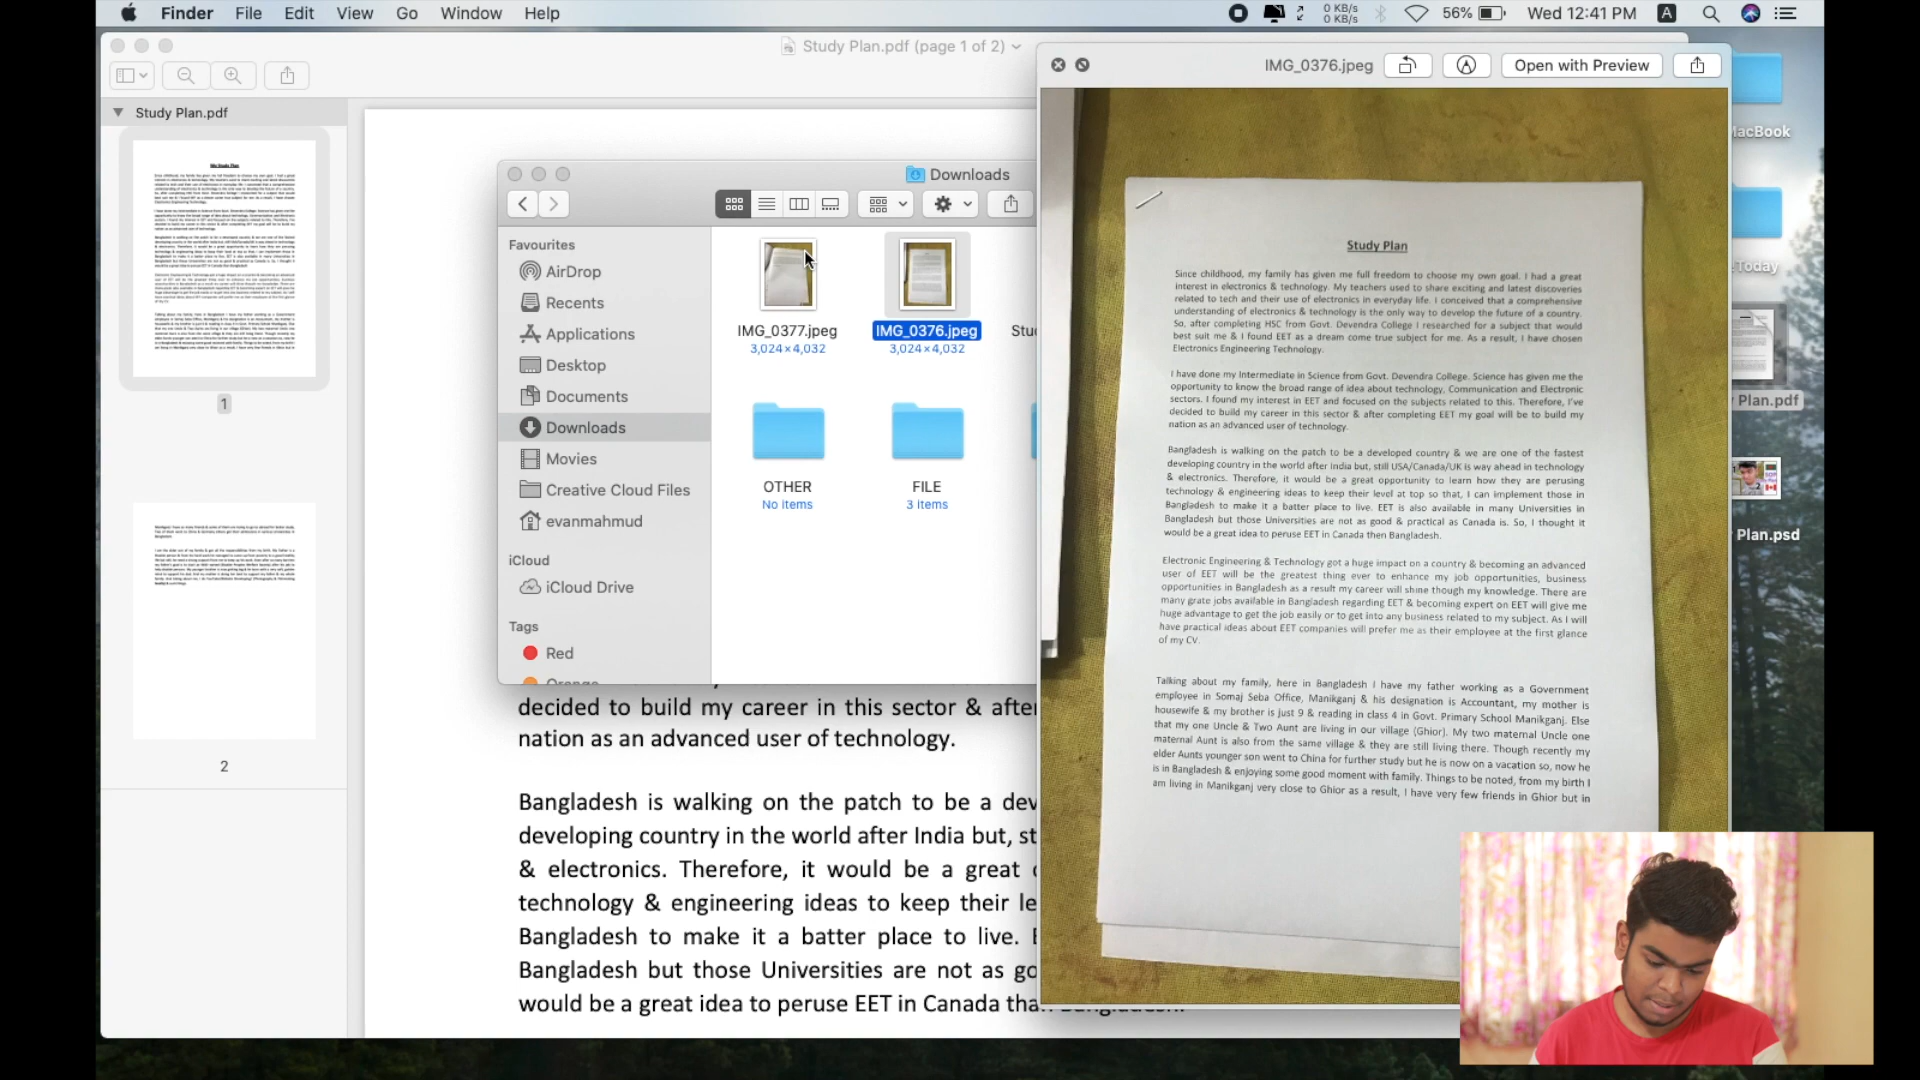 Finder File Edit View Go Window Help
0 KB/s
0 KB/s
56%
Wed 12:41 PM
A
Study Plan.pdf (page 1 of 2)
Study Plan.pdf
1
2
Downloads
Favourites
AirDrop
Recents
Applications
Desktop
Documents
Downloads
Movies
Creative Cloud Files
evanmahmud
iCloud
iCloud Drive
Tags
Red
Orange
IMG_0377.jpeg
3,024×4,032
IMG_0376.jpeg
3,024×4,032
Stu
OTHER
No items
FILE
3 items
decided to build my career in this sector & after
nation as an advanced user of technology.
Bangladesh is walking on the patch to be a dev
developing country in the world after India but, st
& electronics. Therefore, it would be a great
technology & engineering ideas to keep their le
Bangladesh to make it a batter place to live.
Bangladesh but those Universities are not as go
would be a great idea to peruse EET in Canada than Bangladesh.
IMG_0376.jpeg
Open with Preview
Study Plan
Since childhood, my family has given me full freedom to choose my own goal. I had a great
interest in electronics & technology. My teachers used to share exciting and latest discoveries
related to tech and their use of electronics in everyday life. I conceived that a comprehensive
understanding of electronics & technology is the only way to develop the future of a country.
So, after completing HSC from Govt. Devendra College I researched for a subject that would
best suit me & I found EET as a dream come true subject for me. As a result, I have chosen
Electronics Engineering Technology.
I have done my Intermediate in Science from Govt. Devendra College. Science has given me the
opportunity to know the broad range of idea about technology, Communication and Electronic
sectors. I found my interest in EET and focused on the subjects related to this. Therefore, I've
decided to build my career in this sector & after completing EET my goal will be to build my
nation as an advanced user of technology.
Bangladesh is walking on the patch to be a developed country & we are one of the fastest
developing country in the world after india but, still USA/Canada/UK is way ahead in technology
& electronics. Therefore, it would be a great opportunity to learn how they are perusing
technology & engineering ideas to keep their level at top so that, I can implement those in
Bangladesh to make it a batter place to live. EET is also available in many Universities in
Bangladesh but those Universities are not as good & practical as Canada is. So, I thought it
would be a great idea to peruse EET in Canada then Bangladesh.
Electronic Engineering & Technology got a huge impact on a country & becoming an advanced
user of EET will be the greatest thing ever to enhance my job opportunities, business
opportunities in Bangladesh as a result my career will shine though my knowledge. There are
many grate jobs available in Bangladesh regarding EET & becoming expert on EET will give me
huge advantage to get the job easily or to get into any business related to my subject. As I will
have practical ideas about EET companies will prefer me as their employee at the first glance
of my CV.
Talking about my family, here in Bangladesh I have my father working as a Government
employee in Somaj Seba Office, Manikganj & his designation is Accountant, my mother is
housewife & my brother is just 9 & reading in class 4 in Govt. Primary School Manikganj. Else
that my one Uncle & Two Aunt are living in our village (Ghior). My two maternal Uncle one
maternal Aunt is also from the same village & they are still living there. Though recently my
elder Aunts younger son went to China for further study but he is now on a vacation so, now he
is in Bangladesh & enjoying some good moment with family. Things to be noted, from my birth I
am living in Manikganj very close to Ghior as a result, I have very few friends in Ghior but in
MacBook
Today
Plan.pdf
Plan.psd